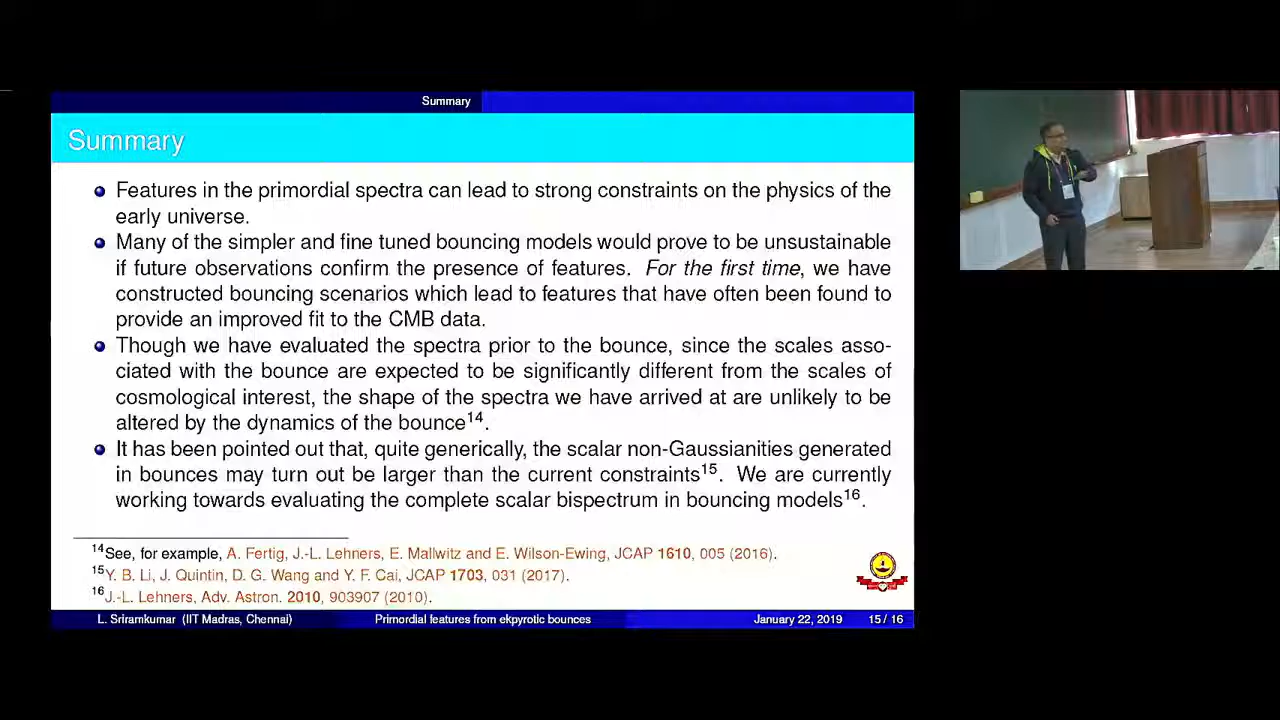 Summary
Summary
Features in the primordial spectra can lead to strong constraints on the physics of the
early universe.
Many of the simpler and fine tuned bouncing models would prove to be unsustainable
if future observations confirm the presence of features. For the first time, we have
constructed bouncing scenarios which lead to features that have often been found to
provide an improved fit to the CMB data.
Though we have evaluated the spectra prior to the bounce, since the scales asso-
ciated with the bounce are expected to be significantly different from the scales of
cosmological interest, the shape of the spectra we have arrived at are unlikely to be
altered by the dynamics of the bounce14.
It has been pointed out that, quite generically, the scalar non-Gaussianities generated
in bounces may turn out be larger than the current constraints15. We are currently
working towards evaluating the complete scalar bispectrum in bouncing models16.
14See, for example, A. Fertig, J.-L. Lehners, E. Mallwitz and E. Wilson-Ewing, JCAP 1610, 005 (2016).
15Y. B. Li, J. Quintin, D. G. Wang and Y. F. Cai, JCAP 1703, 031 (2017).
16J.-L. Lehners, Adv. Astron. 2010, 903907 (2010).
L. Sriramkumar (IIT Madras, Chennai) Primordial features from ekpyrotic bounces January 22, 2019 15 / 16